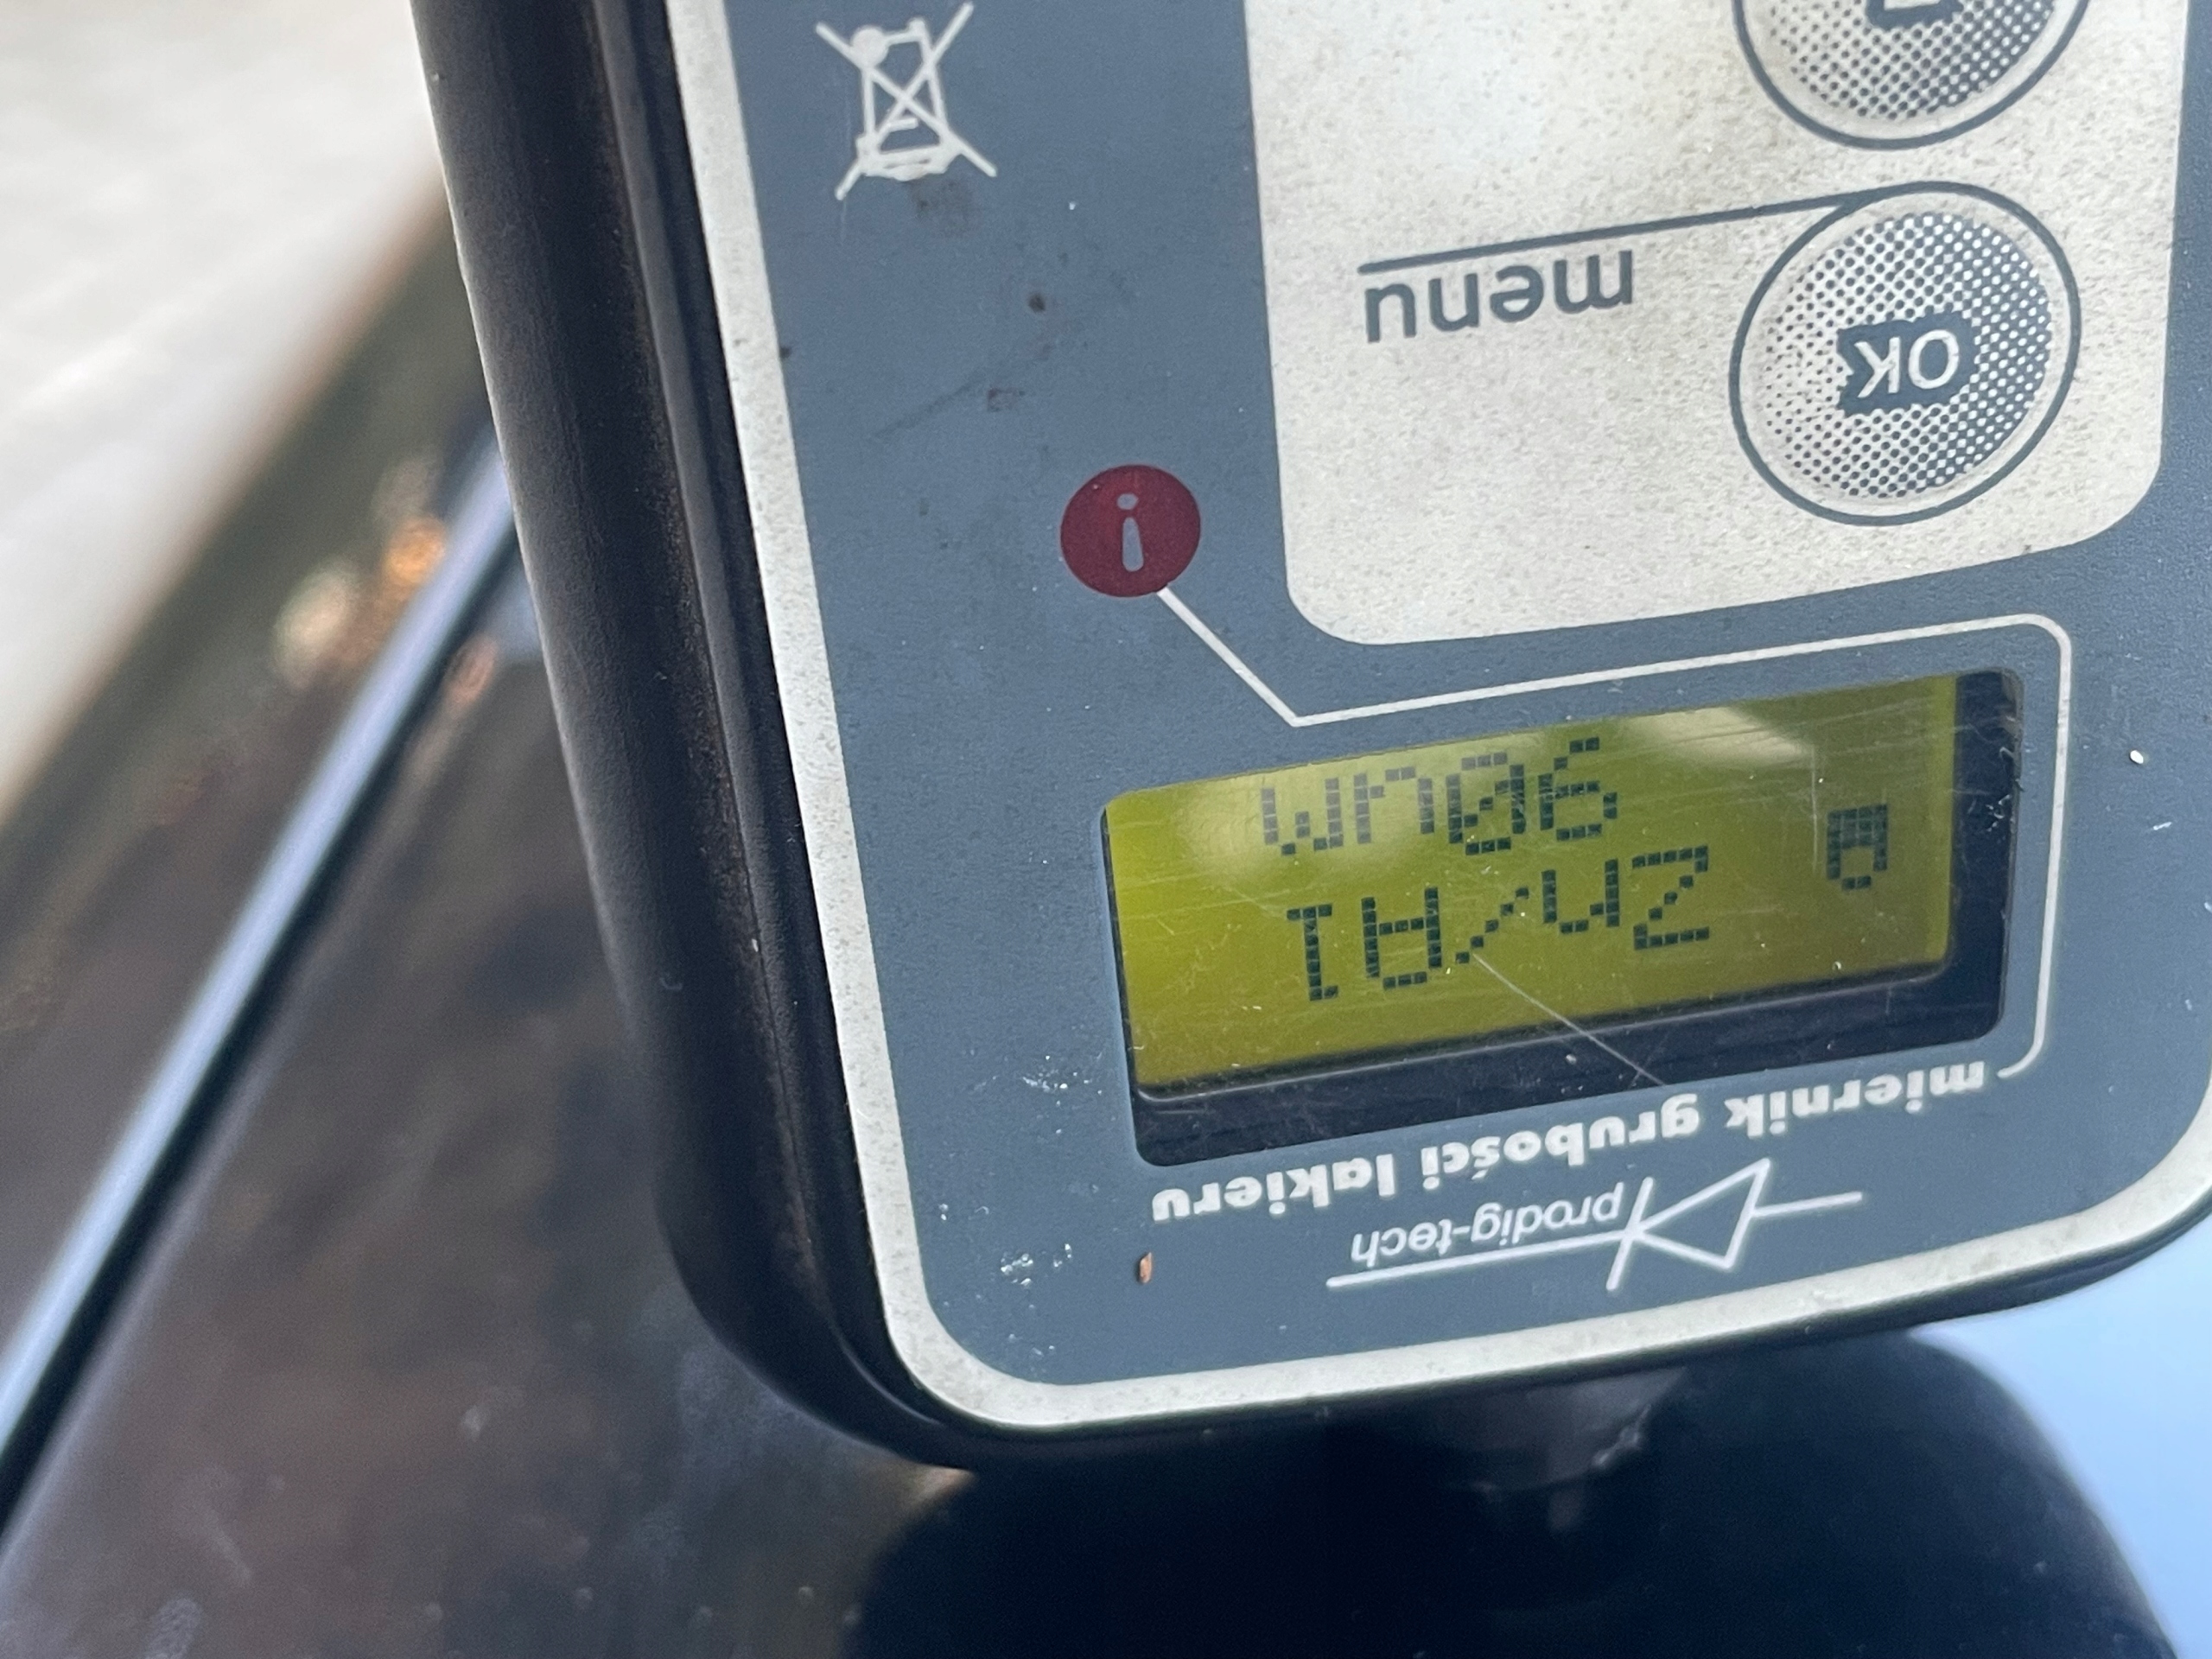 prodig-tech
miernik grubości lakieru
Zn/Al
90um
i
OK
menu